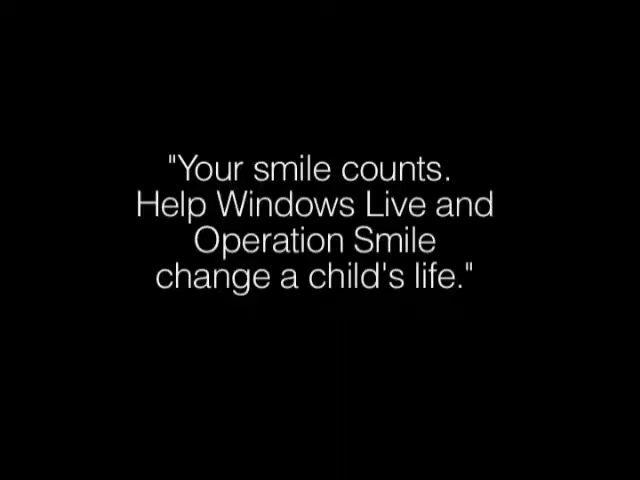 "Your smile counts.
Help Windows Live and
Operation Smile
change a child's life."